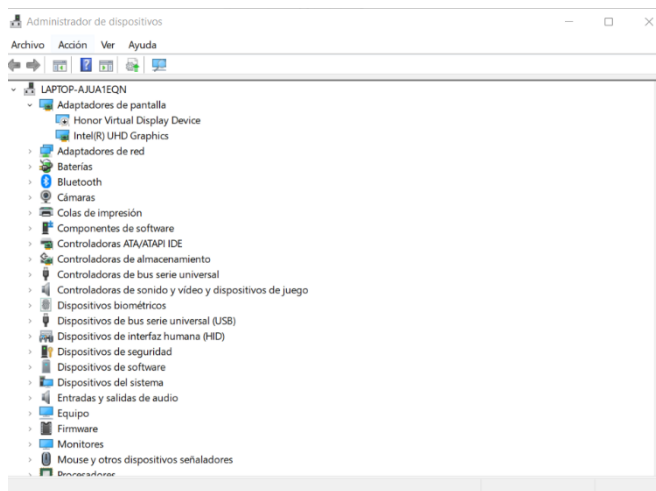 Administrador de dispositivos
Archivo Acción Ver Ayuda
LAPTOP-AJUA1EQN
Adaptadores de pantalla
Honor Virtual Display Device
Intel(R) UHD Graphics
Adaptadores de red
Baterías
Bluetooth
Cámaras
Colas de impresión
Componentes de software
Controladoras ATA/ATAPI IDE
Controladoras de almacenamiento
Controladoras de bus serie universal
Controladoras de sonido y vídeo y dispositivos de juego
Dispositivos biométricos
Dispositivos de bus serie universal (USB)
Dispositivos de interfaz humana (HID)
Dispositivos de seguridad
Dispositivos de software
Dispositivos del sistema
Entradas y salidas de audio
Equipo
Firmware
Monitores
Mouse y otros dispositivos señaladores
Procesadores